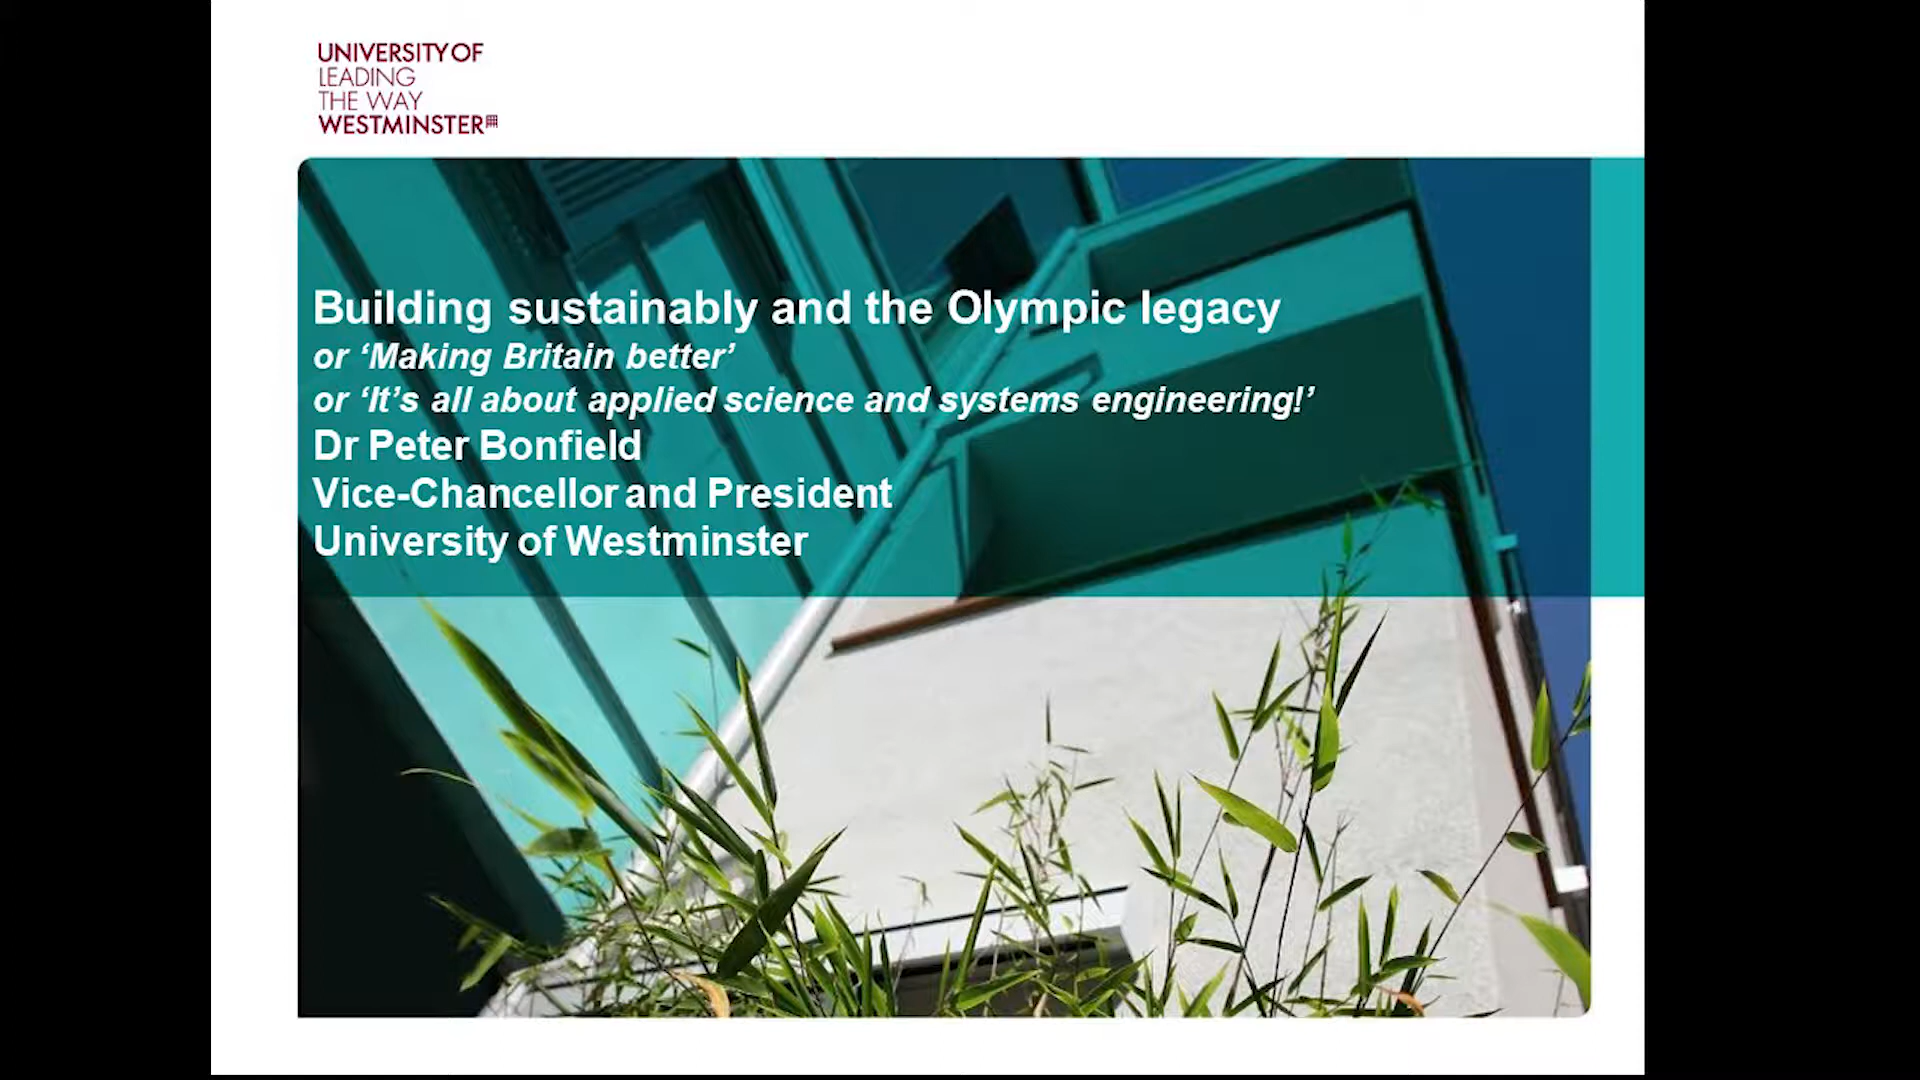 UNIVERSITY OF
LEADING
THE WAY
WESTMINSTER
Building sustainably and the Olympic legacy
or ‘Making Britain better’
or ‘It’s all about applied science and systems engineering!’
Dr Peter Bonfield
Vice-Chancellor and President
University of Westminster